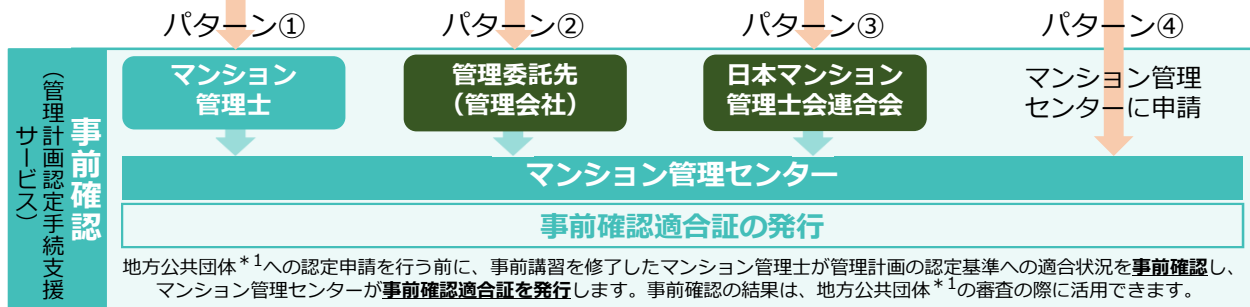 パターン①
パターン②
パターン③
パターン④
事前確認
(管理計画認定手続支援
サービス)
マンション
管理士
管理委託先
(管理会社)
日本マンション
管理士会連合会
マンション管理
センターに申請
マンション管理センター
事前確認適合証の発行
地方公共団体＊1への認定申請を行う前に、事前講習を修了したマンション管理士が管理計画の認定基準への適合状況を事前確認し、
マンション管理センターが事前確認適合証を発行します。事前確認の結果は、地方公共団体＊1の審査の際に活用できます。